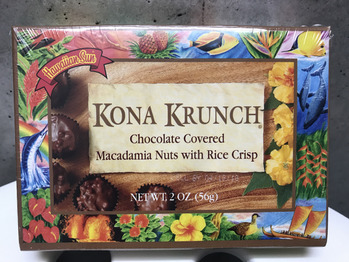 Hawaiian Sun
KONA KRUNCH®
Chocolate Covered
Macadamia Nuts with Rice Crisp
NET WT. 2 OZ. (56g)